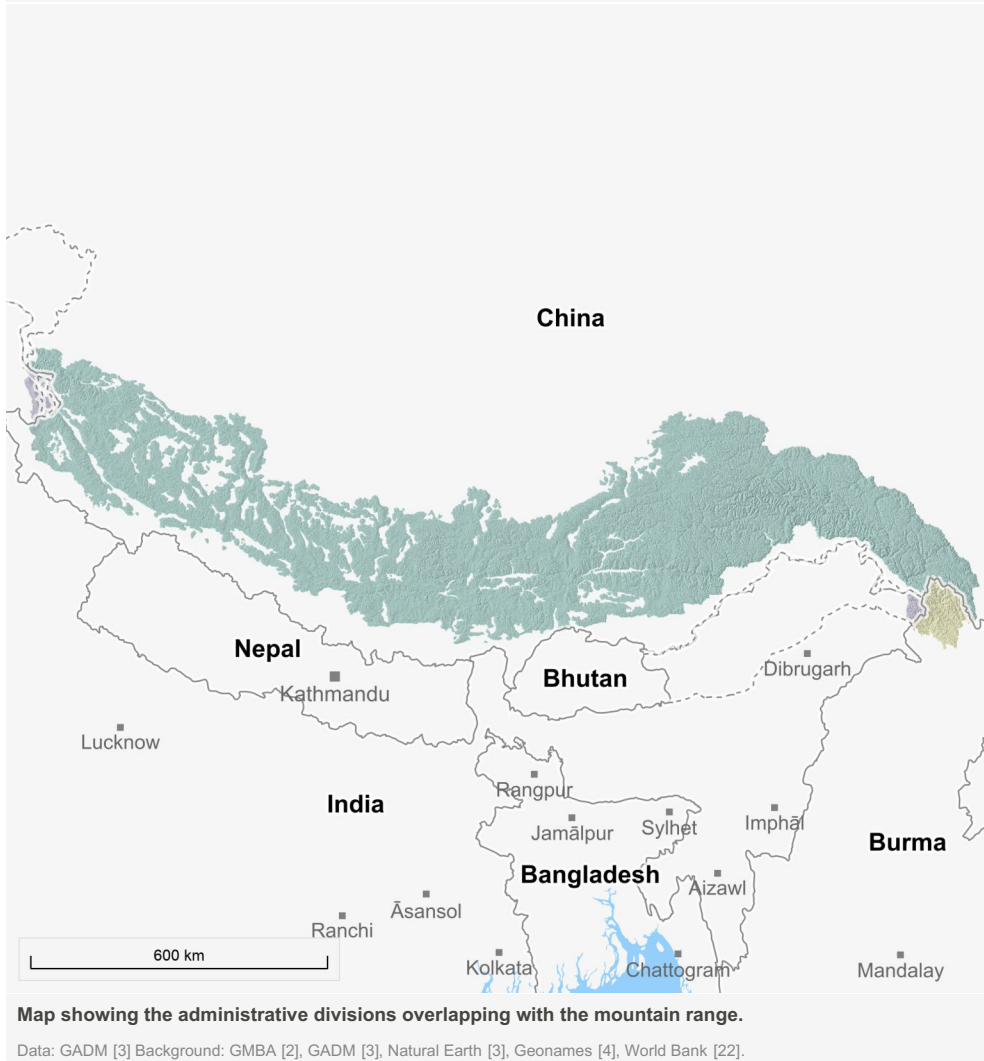 China
Nepal
Bhutan
Dibrugarh
Kathmandu
Lucknow
Rangpur
India
Jamālpur
Sylhet
Imphāl
Burma
Bangladesh
Aizawl
Āsansol
Ranchi
600 km
Kolkata
Chattogram
Mandalay
Map showing the administrative divisions overlapping with the mountain range.
Data: GADM [3] Background: GMBA [2], GADM [3], Natural Earth [3], Geonames [4], World Bank [22].